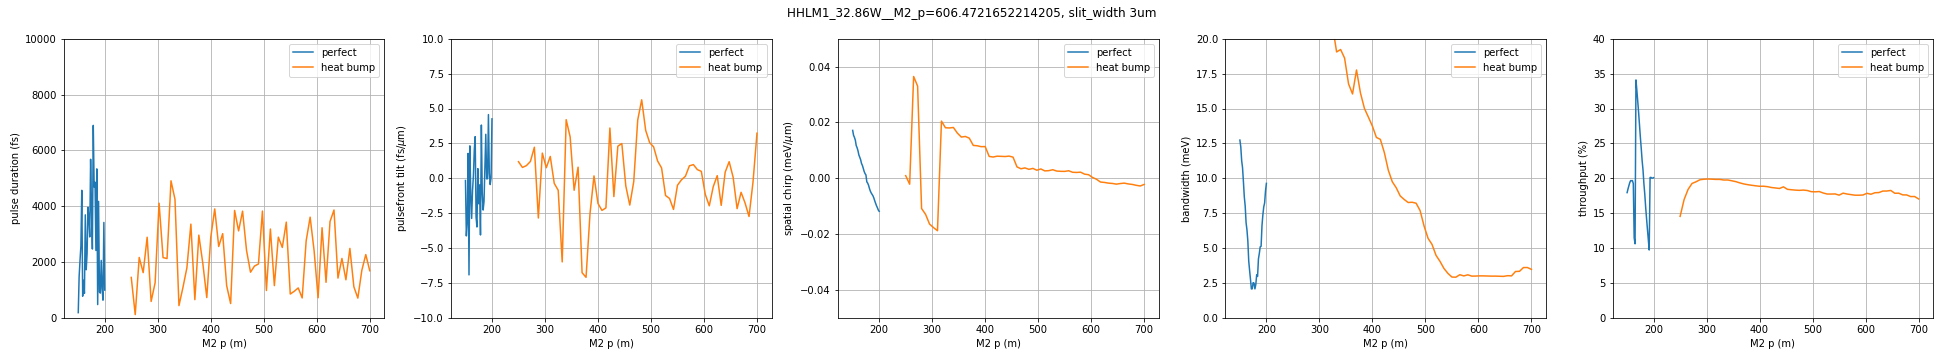 HHLM1_32.86W__M2_p=606.4721652214205, slit_width 3um
pulse duration (fs)
10000
8000
6000
4000
2000
0
200 300 400 500 600 700
M2 p (m)
perfect
heat bump
pulsefront tilt (fs/μm)
10.0
7.5
5.0
2.5
0.0
−2.5
−5.0
−7.5
−10.0
200 300 400 500 600 700
M2 p (m)
perfect
heat bump
spatial chirp (meV/μm)
0.04
0.02
0.00
−0.02
−0.04
200 300 400 500 600 700
M2 p (m)
perfect
heat bump
bandwidth (meV)
20.0
17.5
15.0
12.5
10.0
7.5
5.0
2.5
0.0
200 300 400 500 600 700
M2 p (m)
perfect
heat bump
throughput (%)
40
35
30
25
20
15
10
5
0
200 300 400 500 600 700
M2 p (m)
perfect
heat bump